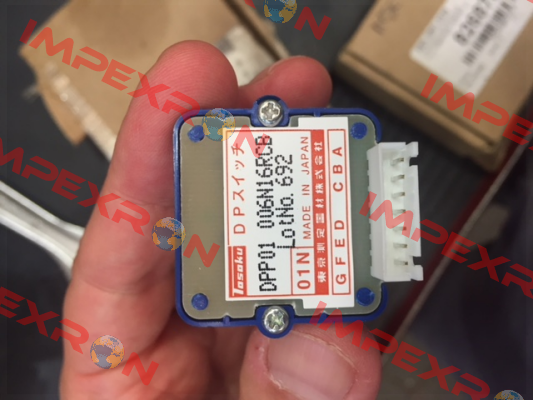 Tosoku
DPスイッチ
DPP01 006N16RCB
LotNo. 692
01N
MADE IN JAPAN
東京測定器材株式会社
GFED CBA
IMPEXRON
IMPEXRON
IMPEXRON
IMPEXRON
IMPEXRON
IMPEXRON